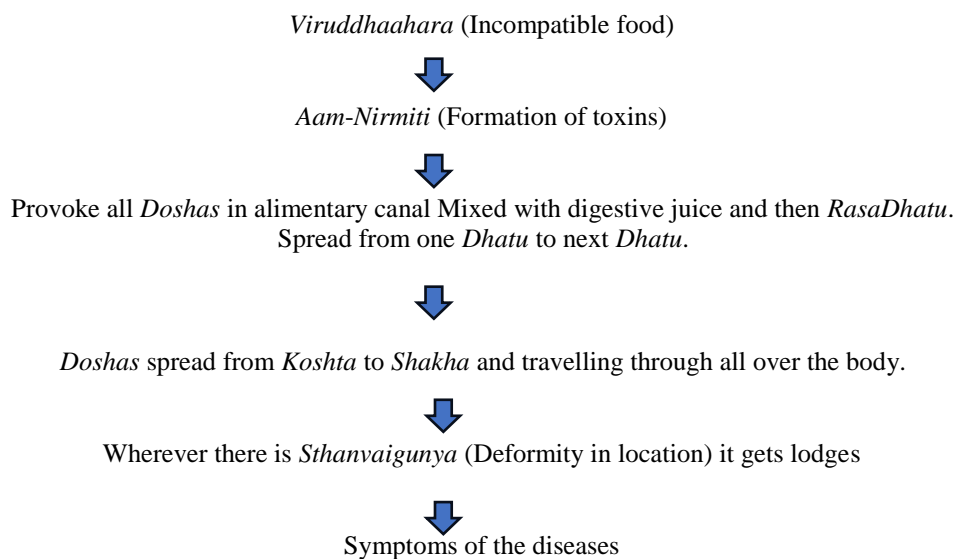 Viruddhaahara (Incompatible food)
Aam-Nirmiti (Formation of toxins)
Provoke all Doshas in alimentary canal Mixed with digestive juice and then RasaDhatu.
Spread from one Dhatu to next Dhatu.
Doshas spread from Koshta to Shakha and travelling through all over the body.
Wherever there is Sthanvaigunya (Deformity in location) it gets lodges
Symptoms of the diseases